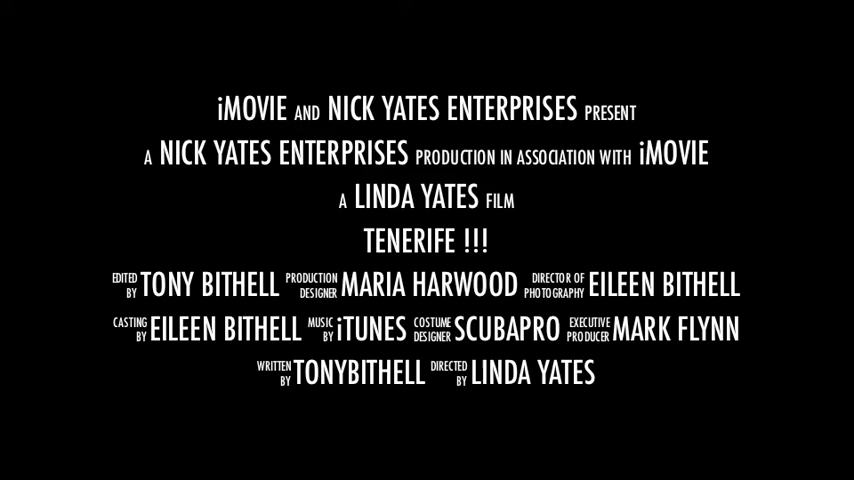 iMOVIE AND NICK YATES ENTERPRISES PRESENT
A NICK YATES ENTERPRISES PRODUCTION IN ASSOCIATION WITH iMOVIE
A LINDA YATES FILM
TENERIFE !!!
EDITED BY TONY BITHELL PRODUCTION DESIGNER MARIA HARWOOD DIRECTOR OF PHOTOGRAPHY EILEEN BITHELL
CASTING BY EILEEN BITHELL MUSIC BY iTUNES COSTUME DESIGNER SCUBAPRO EXECUTIVE PRODUCER MARK FLYNN
WRITTEN BY TONYBITHELL DIRECTED BY LINDA YATES